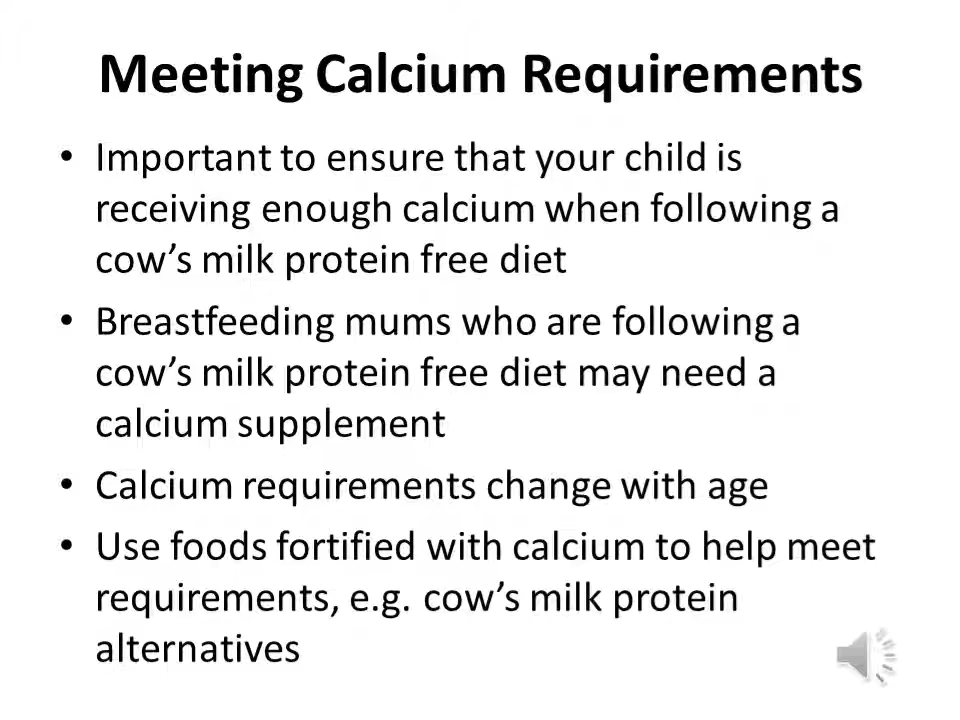 Meeting Calcium Requirements
• Important to ensure that your child is
receiving enough calcium when following a
cow’s milk protein free diet
• Breastfeeding mums who are following a
cow’s milk protein free diet may need a
calcium supplement
• Calcium requirements change with age
• Use foods fortified with calcium to help meet
requirements, e.g. cow’s milk protein
alternatives